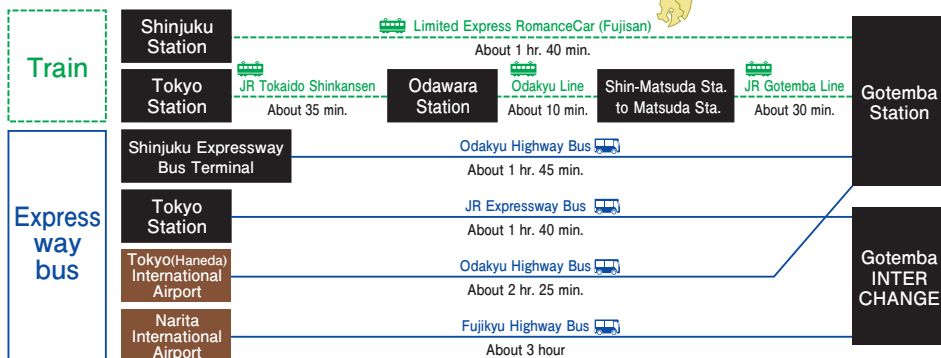 Train
Shinjuku
Station
Limited Express RomanceCar (Fujisan)
About 1 hr. 40 min.
Tokyo
Station
JR Tokaido Shinkansen
About 35 min.
Odawara
Station
Odakyu Line
About 10 min.
Shin-Matsuda Sta.
to Matsuda Sta.
JR Gotemba Line
About 30 min.
Gotemba
Station
Express
way
bus
Shinjuku Expressway
Bus Terminal
Odakyu Highway Bus
About 1 hr. 45 min.
Tokyo
Station
JR Expressway Bus
About 1 hr. 40 min.
Tokyo(Haneda)
International
Airport
Odakyu Highway Bus
About 2 hr. 25 min.
Narita
International
Airport
Fujikyu Highway Bus
About 3 hour
Gotemba
INTER
CHANGE